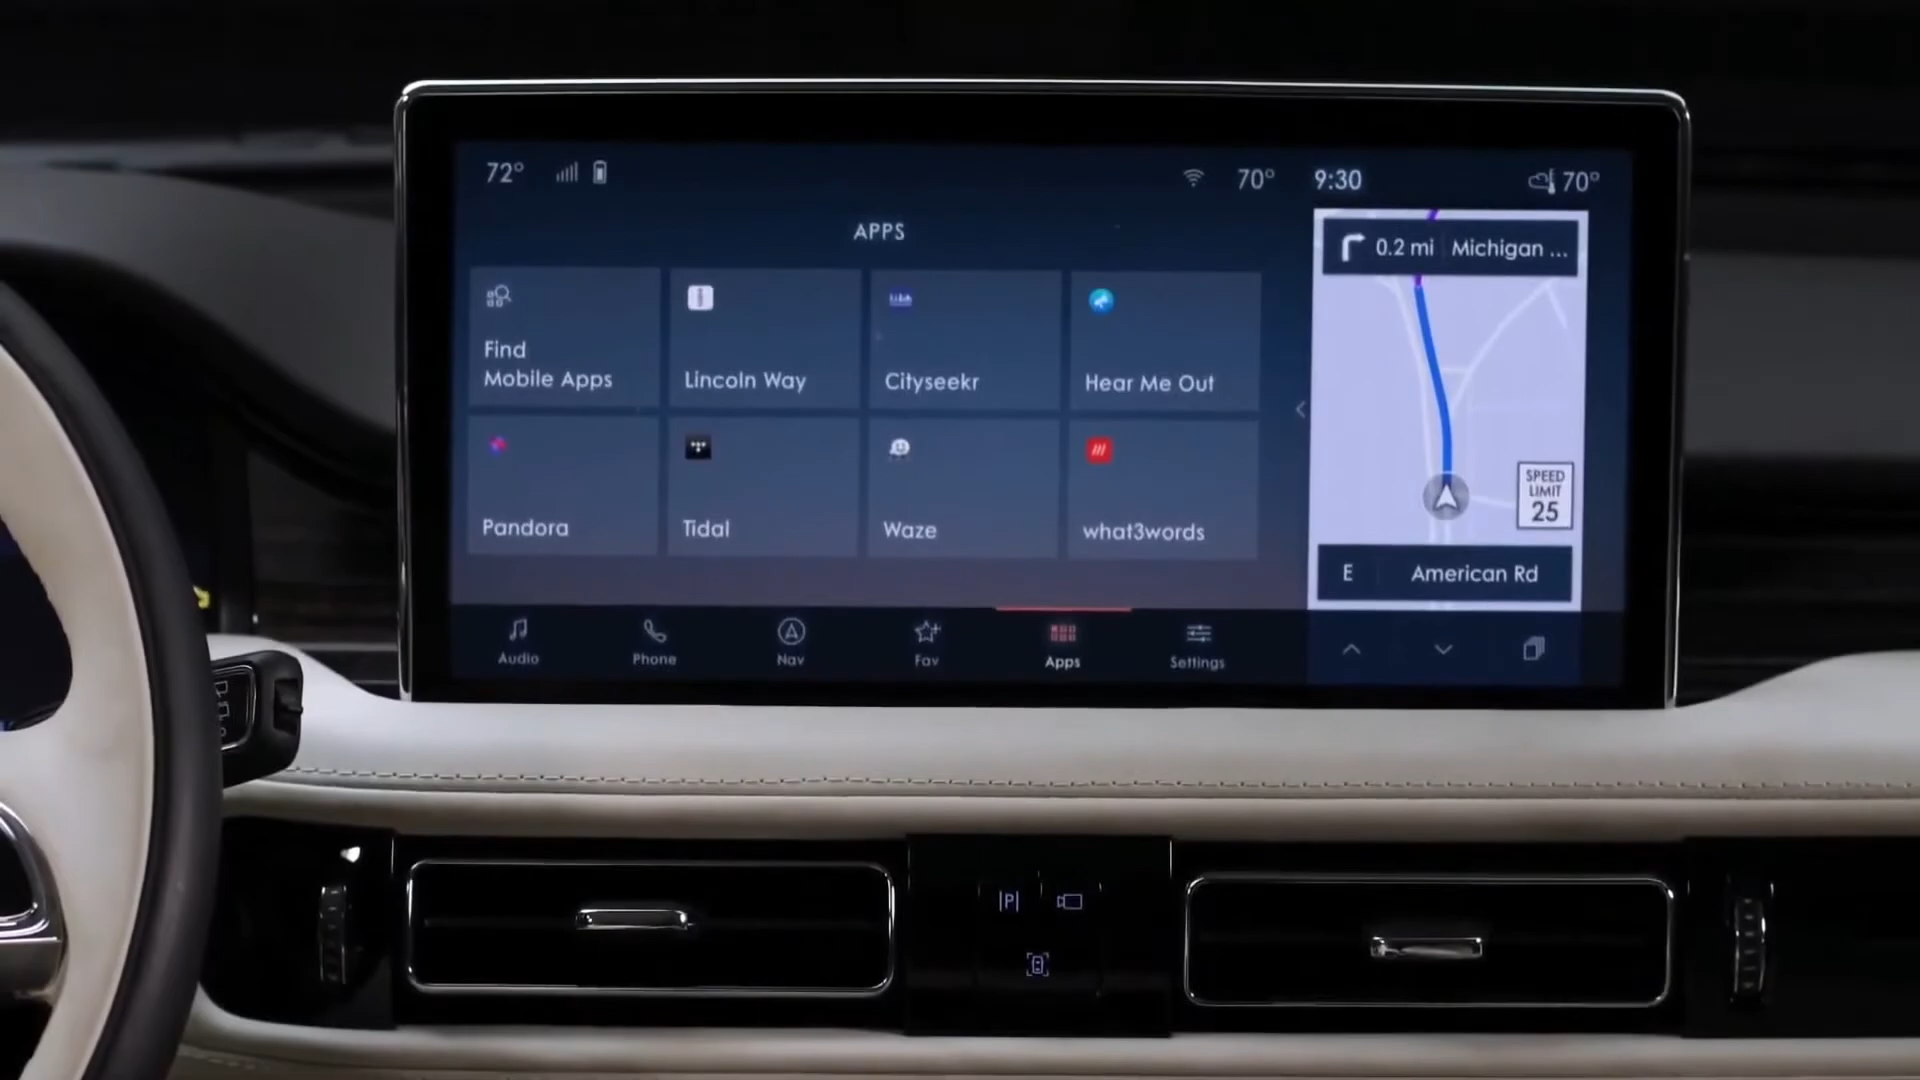 72°
70°
9:30
70°
APPS
Find
Mobile Apps
Lincoln Way
Cityseekr
Hear Me Out
Pandora
Tidal
Waze
what3words
0.2 mi Michigan ...
SPEED
LIMIT
25
E American Rd
Audio
Phone
Nav
Fav
Apps
Settings
P